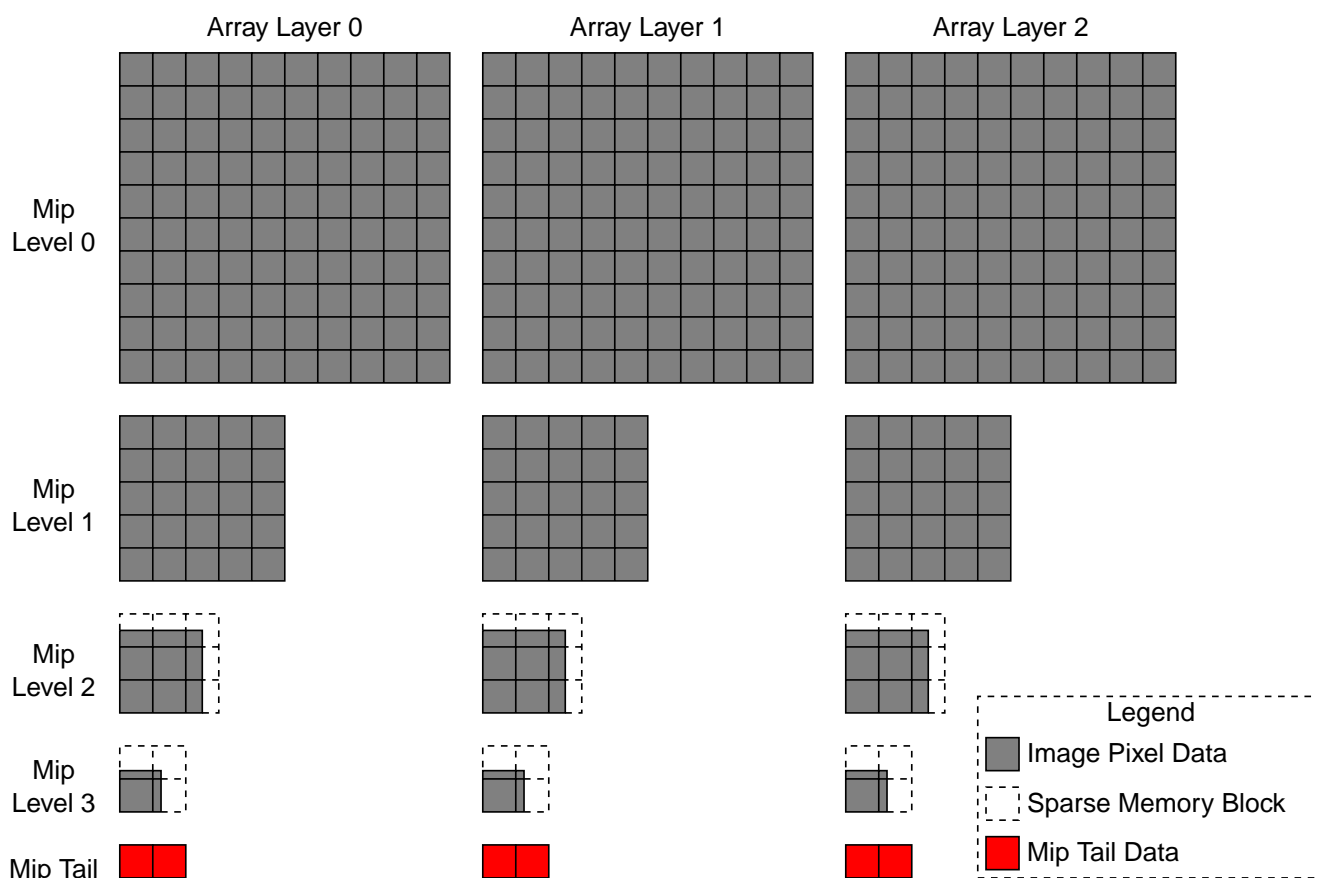 Array Layer 0
Array Layer 1
Array Layer 2
Mip
Level 0
Mip
Level 1
Mip
Level 2
Mip
Level 3
Mip Tail
Legend
Image Pixel Data
Sparse Memory Block
Mip Tail Data